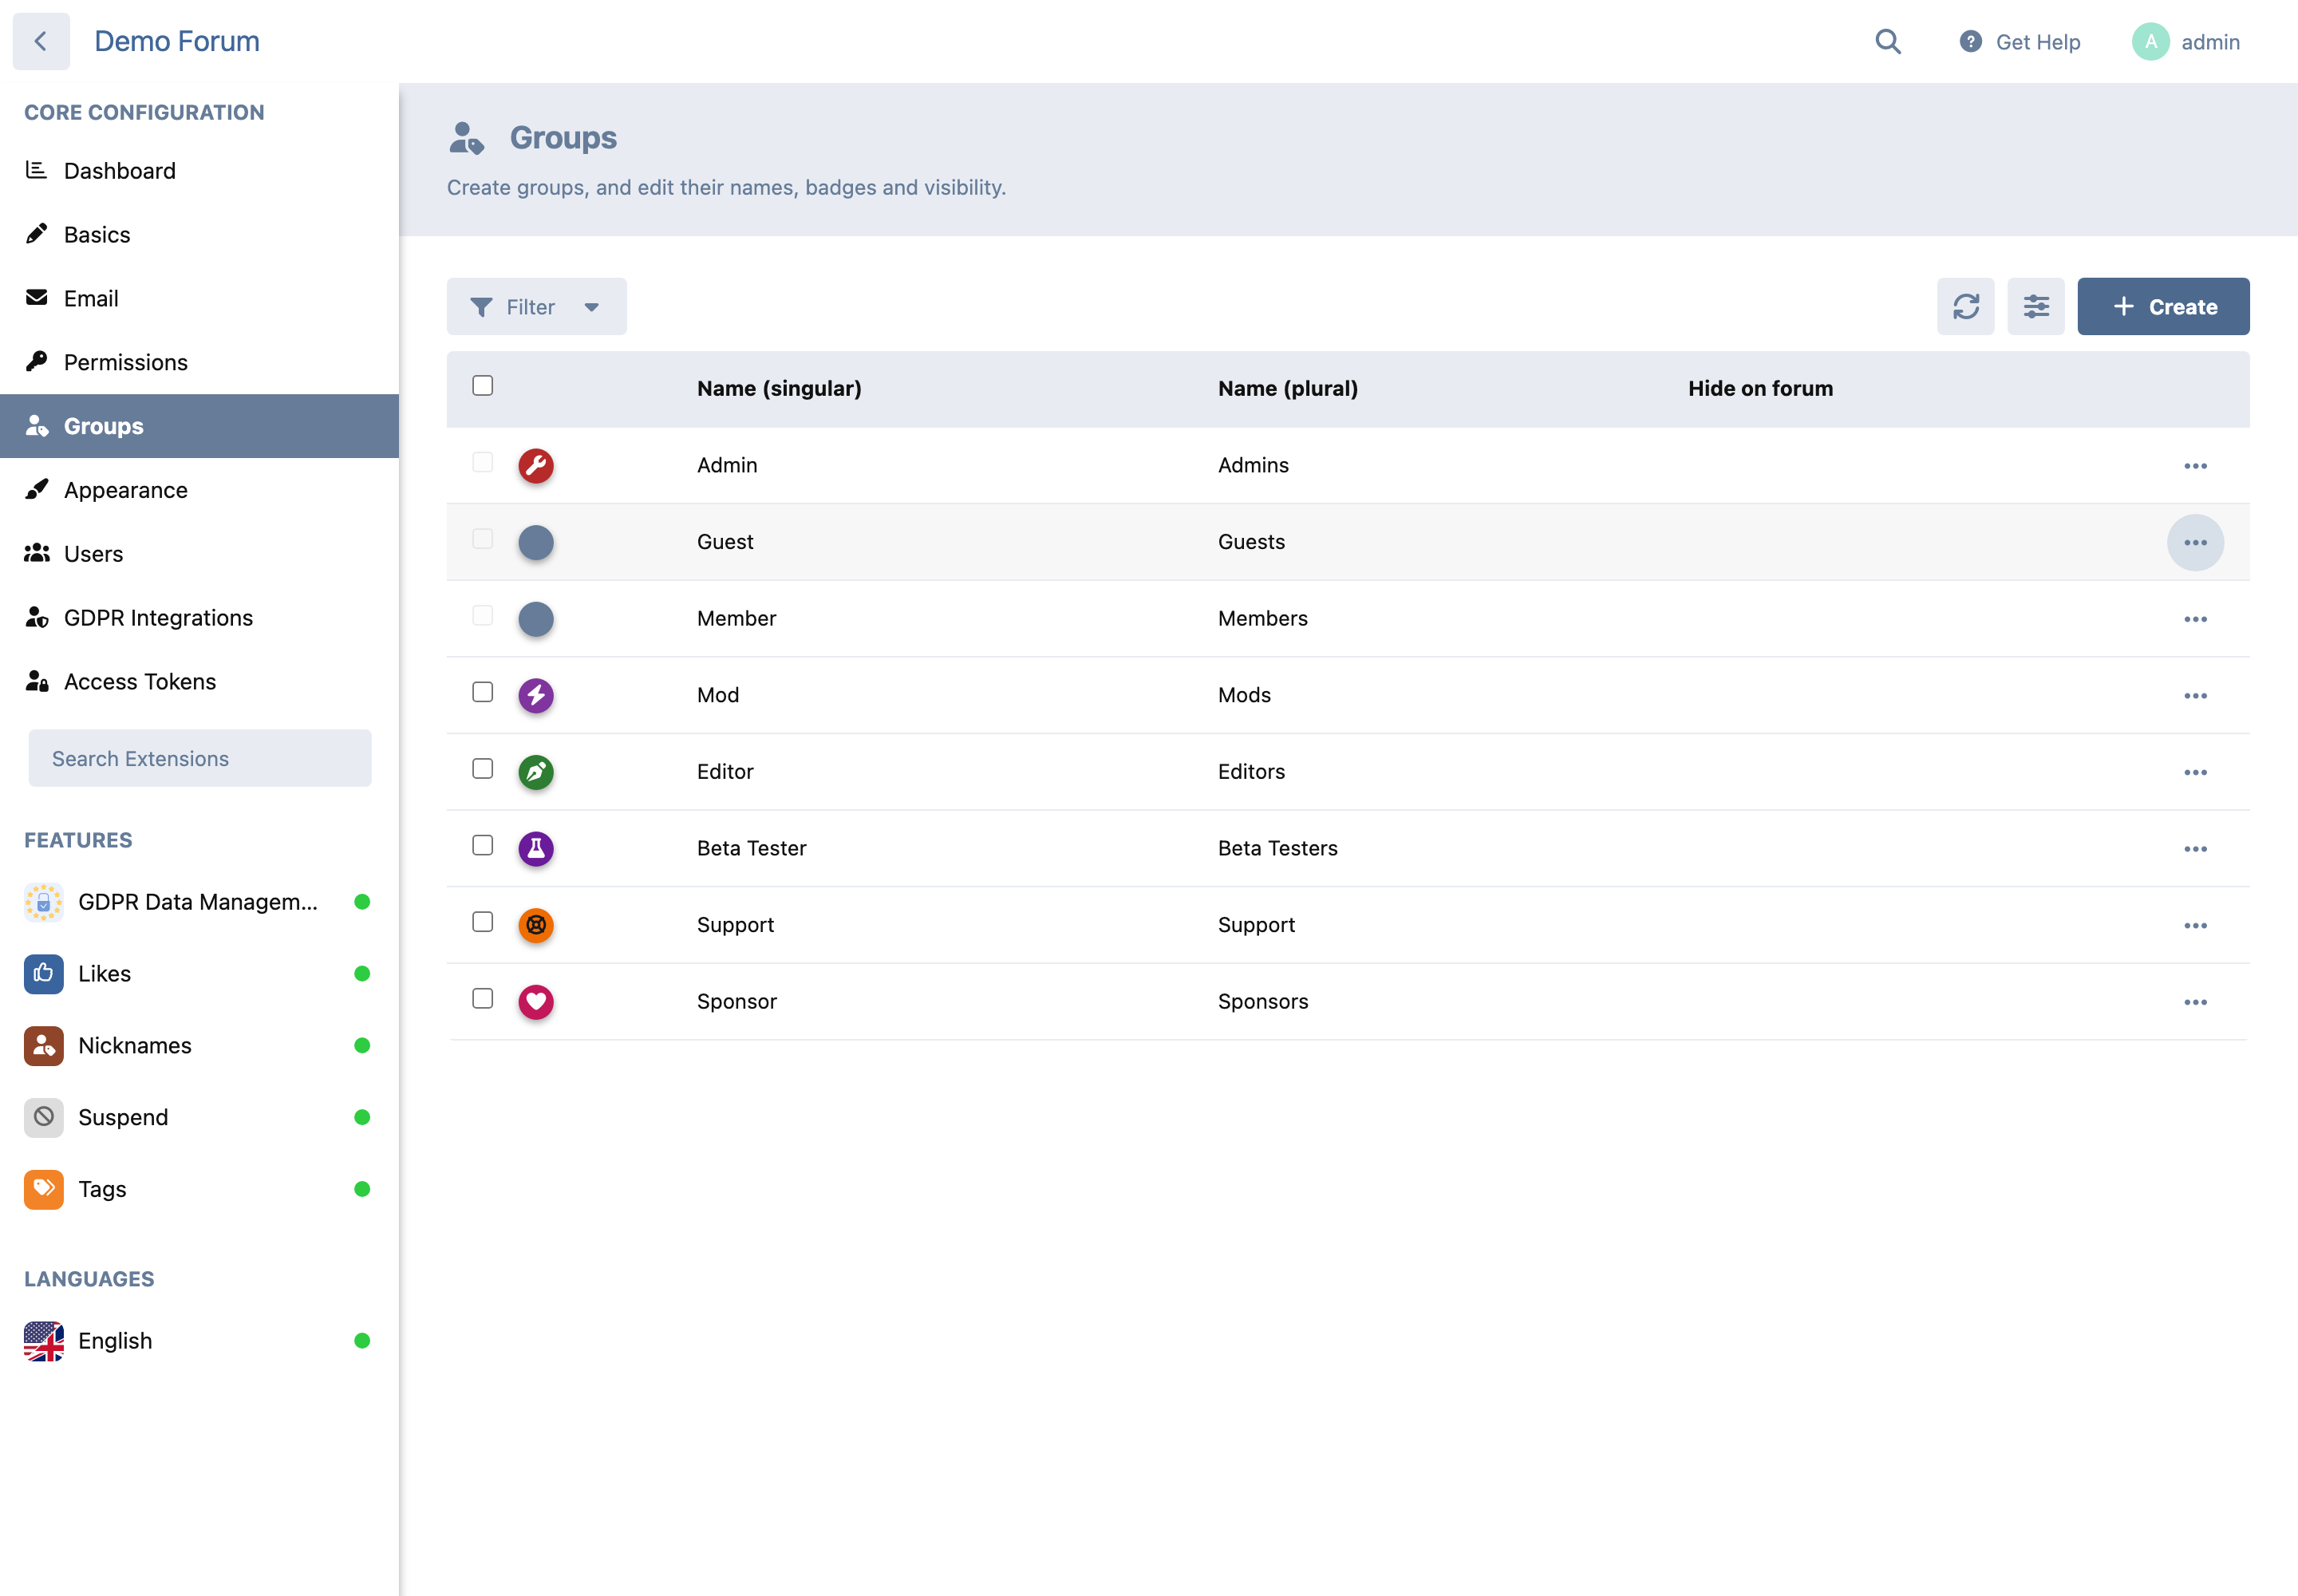 Demo Forum
Get Help
A
admin
CORE CONFIGURATION
Dashboard
Basics
Email
Permissions
Groups
Appearance
Users
GDPR Integrations
Access Tokens
Search Extensions
FEATURES
GDPR Data Managem...
Likes
Nicknames
Suspend
Tags
LANGUAGES
English
Groups
Create groups, and edit their names, badges and visibility.
Filter
Create
Name (singular) Name (plural) Hide on forum
Admin Admins
Guest Guests
Member Members
Mod Mods
Editor Editors
Beta Tester Beta Testers
Support Support
Sponsor Sponsors